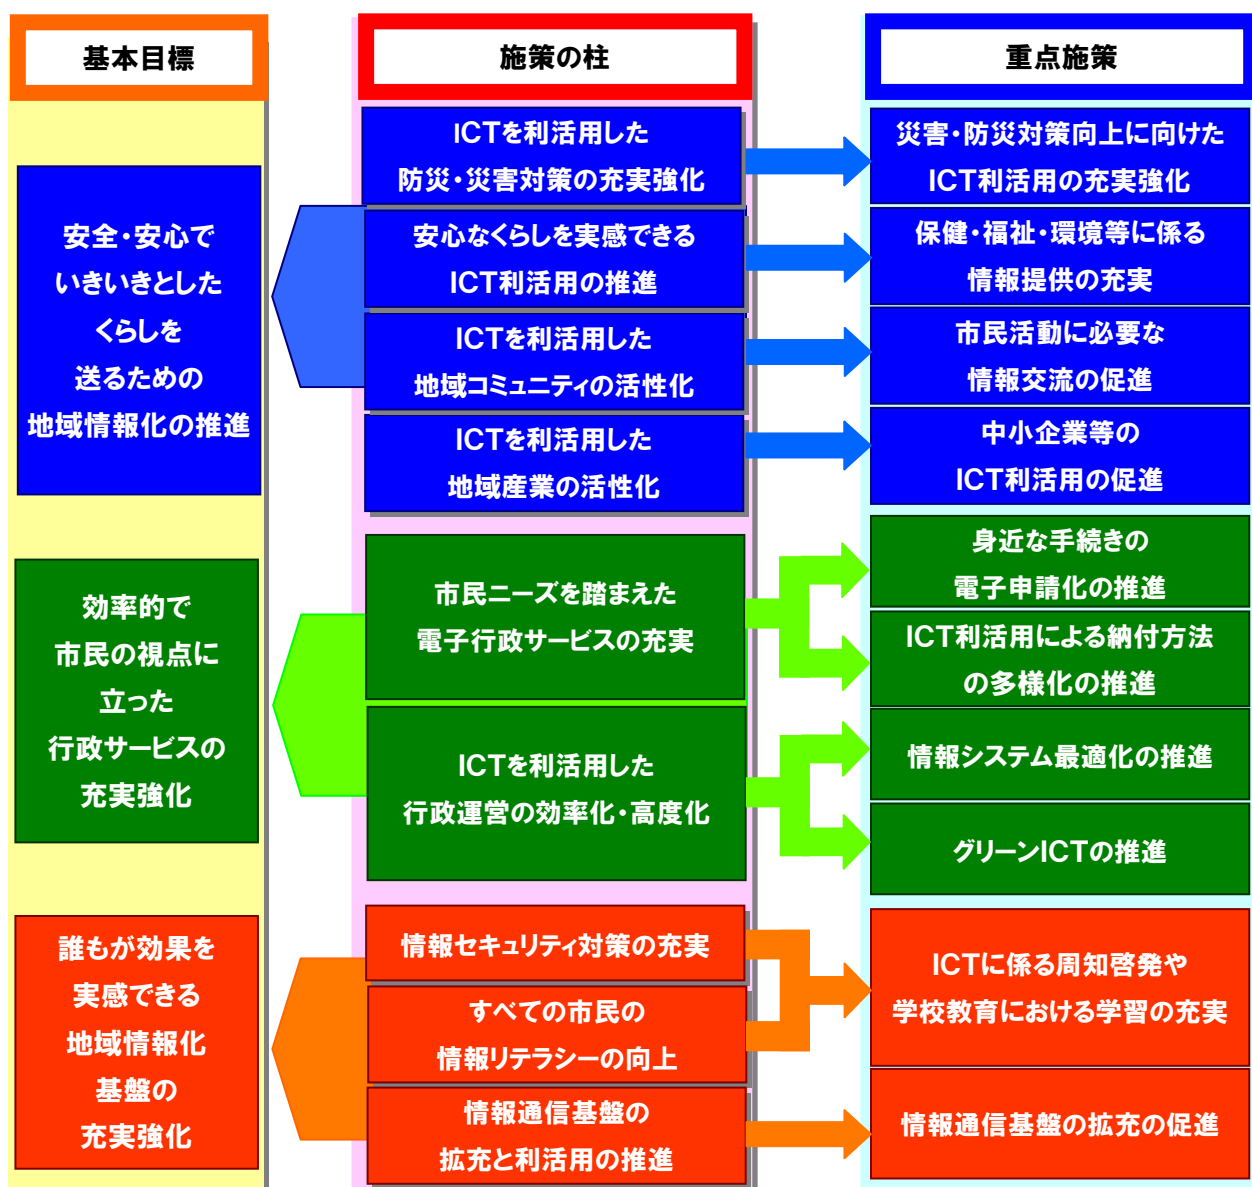 基本目標
安全・安心で
いきいきとした
くらしを
送るための
地域情報化の推進
効率的で
市民の視点に
立った
行政サービスの
充実強化
誰もが効果を
実感できる
地域情報化
基盤の
充実強化
施策の柱
ICTを利活用した
防災・災害対策の充実強化
安心なくらしを実感できる
ICT利活用の推進
ICTを利活用した
地域コミュニティの活性化
ICTを利活用した
地域産業の活性化
市民ニーズを踏まえた
電子行政サービスの充実
ICTを利活用した
行政運営の効率化・高度化
情報セキュリティ対策の充実
すべての市民の
情報リテラシーの向上
情報通信基盤の
拡充と利活用の推進
重点施策
災害・防災対策向上に向けた
ICT利活用の充実強化
保健・福祉・環境等に係る
情報提供の充実
市民活動に必要な
情報交流の促進
中小企業等の
ICT利活用の促進
身近な手続きの
電子申請化の推進
ICT利活用による納付方法
の多様化の推進
情報システム最適化の推進
グリーンICTの推進
ICTに係る周知啓発や
学校教育における学習の充実
情報通信基盤の拡充の促進